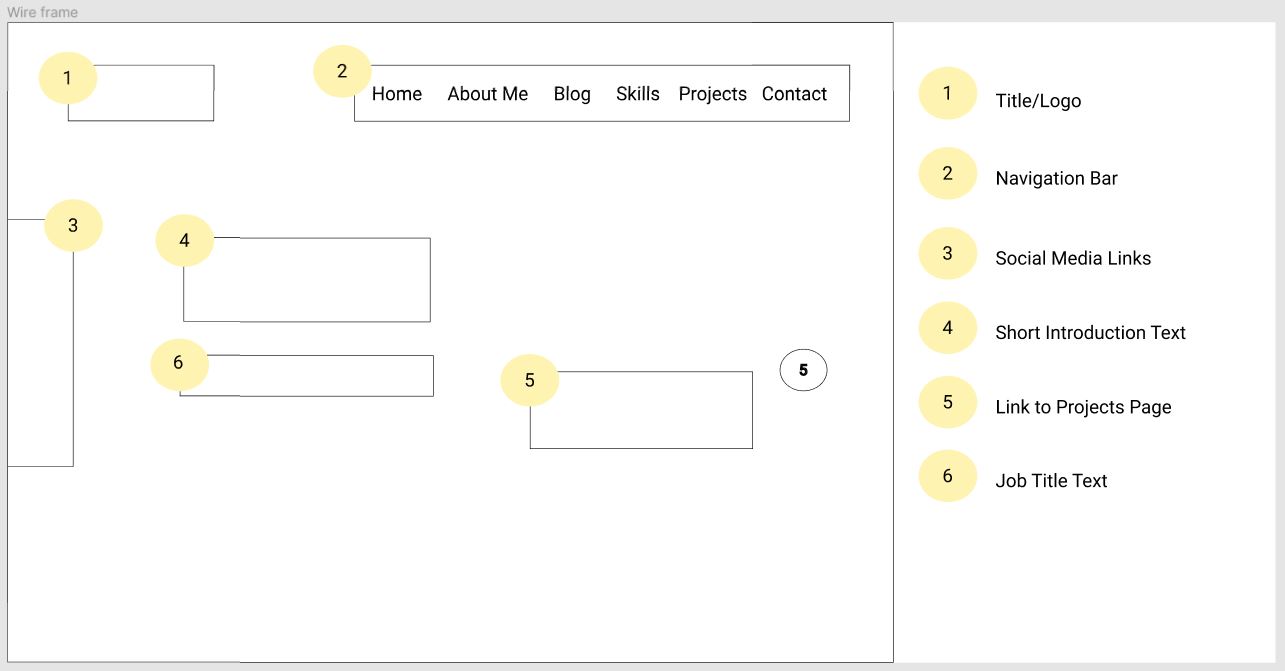 Wire frame
1
2
Home About Me Blog Skills Projects Contact
3
4
6
5
5
1 Title/Logo
2 Navigation Bar
3 Social Media Links
4 Short Introduction Text
5 Link to Projects Page
6 Job Title Text